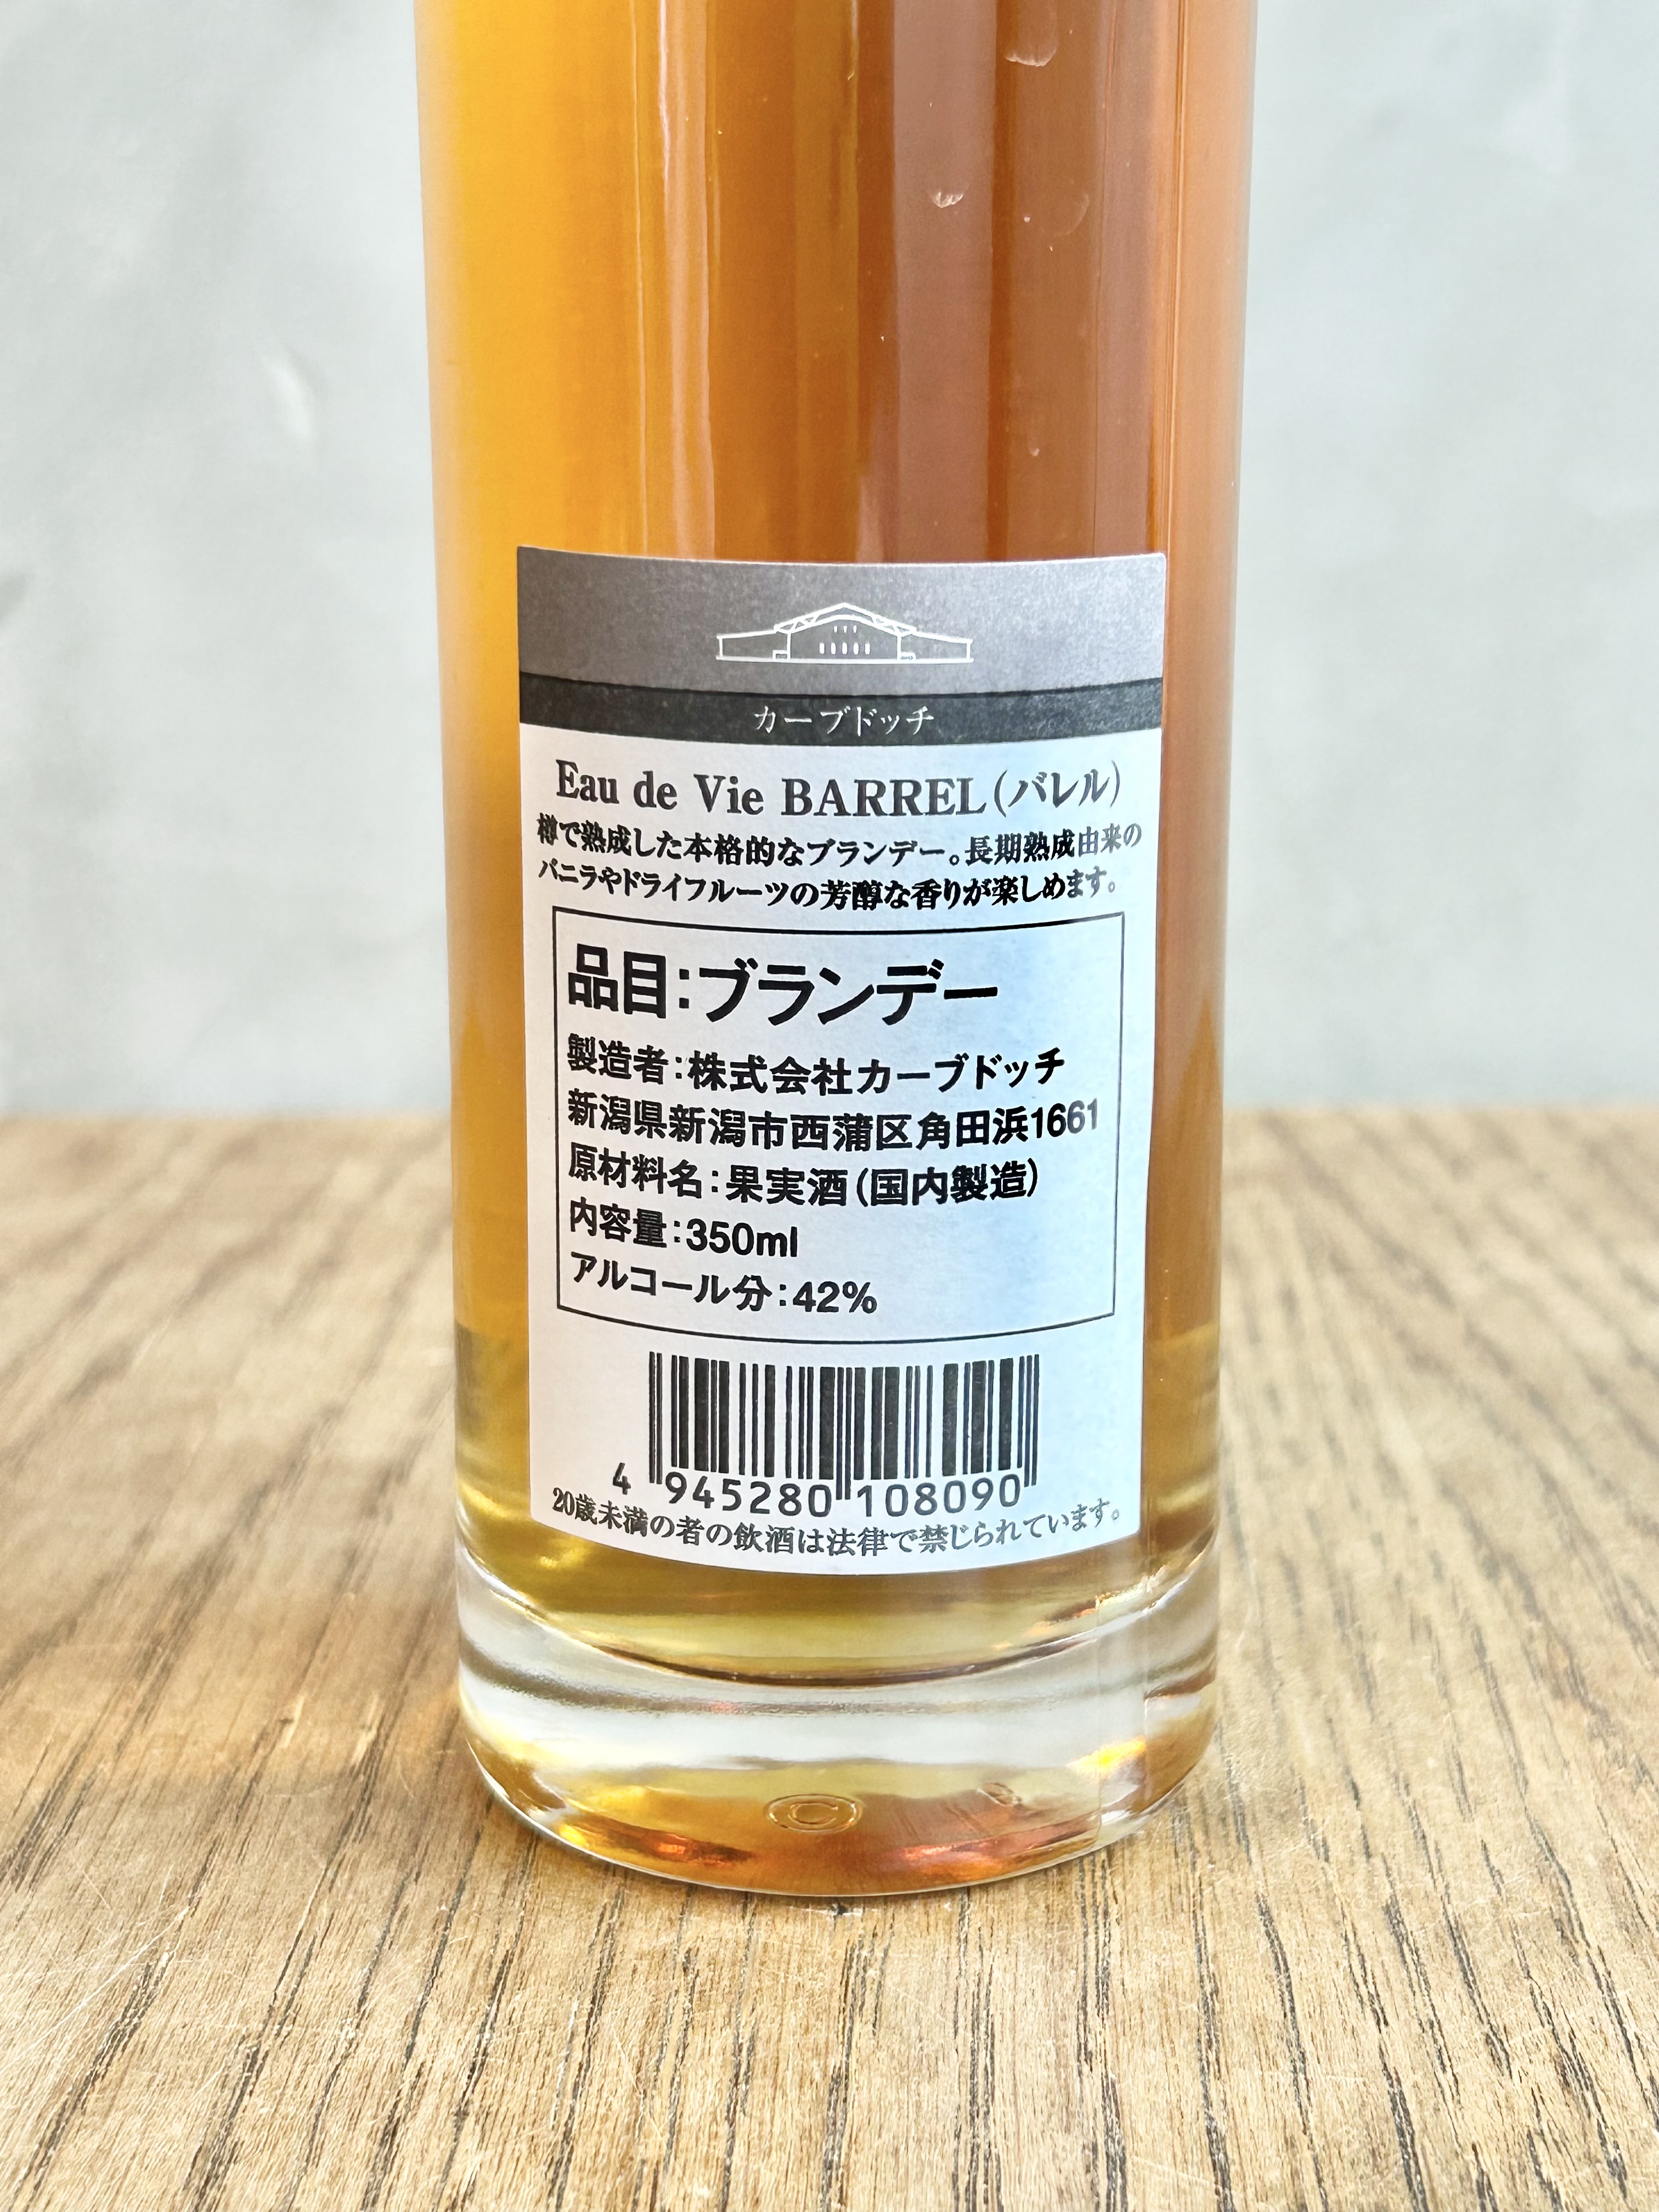 カーブドッチ
Eau de Vie BARREL(バレル)
樽で熟成した本格的なブランデー。長期熟成由来の
バニラやドライフルーツの芳醇な香りが楽しめます。
品目:ブランデー
製造者:株式会社カーブドッチ
新潟県新潟市西蒲区角田浜1661
原材料名:果実酒(国内製造)
内容量:350ml
アルコール分:42%
4 945280 108090
20歳未満の者の飲酒は法律で禁じられています。
C